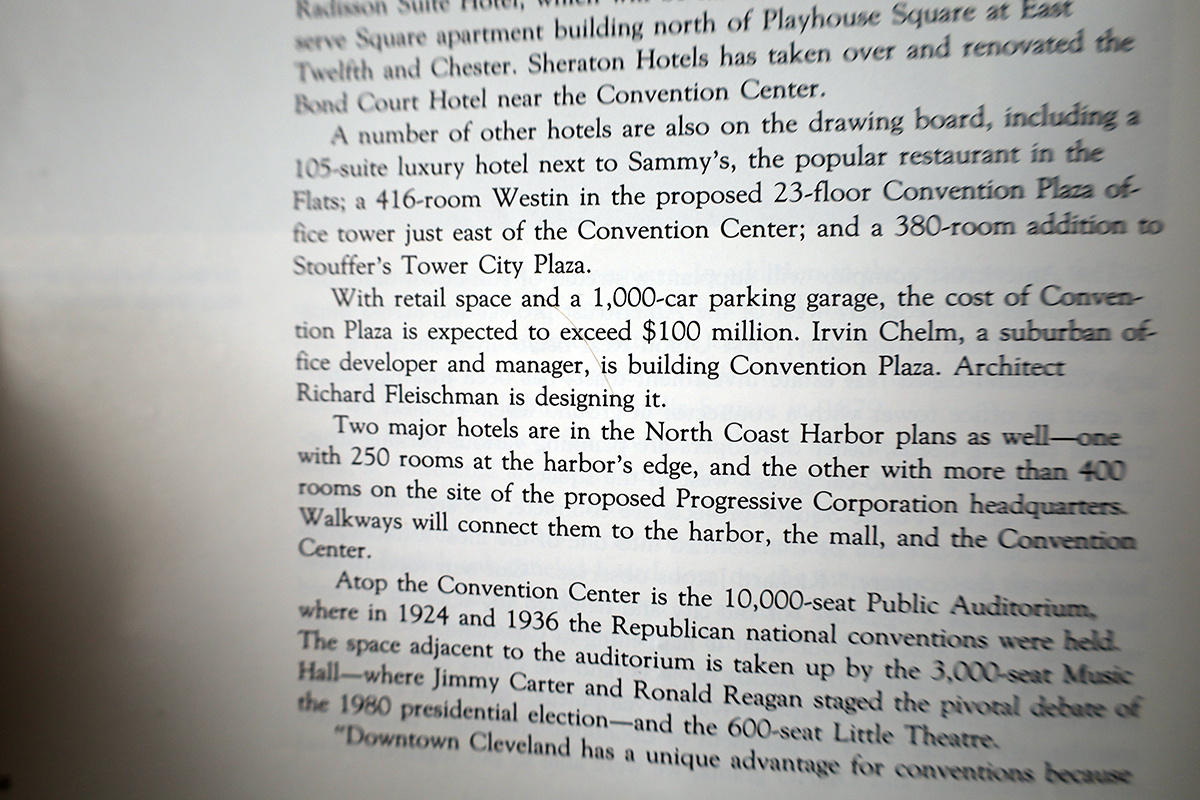 Radisson Suite Hotel, which will be
serve Square apartment building north of Playhouse Square at East
Twelfth and Chester. Sheraton Hotels has taken over and renovated the
Bond Court Hotel near the Convention Center.
A number of other hotels are also on the drawing board, including a
105-suite luxury hotel next to Sammy's, the popular restaurant in the
Flats; a 416-room Westin in the proposed 23-floor Convention Plaza of-
fice tower just east of the Convention Center; and a 380-room addition to
Stouffer's Tower City Plaza.
With retail space and a 1,000-car parking garage, the cost of Conven-
tion Plaza is expected to exceed $100 million. Irvin Chelm, a suburban of-
fice developer and manager, is building Convention Plaza. Architect
Richard Fleischman is designing it.
Two major hotels are in the North Coast Harbor plans as well—one
with 250 rooms at the harbor's edge, and the other with more than 400
rooms on the site of the proposed Progressive Corporation headquarters.
Walkways will connect them to the harbor, the mall, and the Convention
Center.
Atop the Convention Center is the 10,000-seat Public Auditorium,
where in 1924 and 1936 the Republican national conventions were held.
The space adjacent to the auditorium is taken up by the 3,000-seat Music
Hall—where Jimmy Carter and Ronald Reagan staged the pivotal debate of
the 1980 presidential election—and the 600-seat Little Theatre.
"Downtown Cleveland has a unique advantage for conventions because